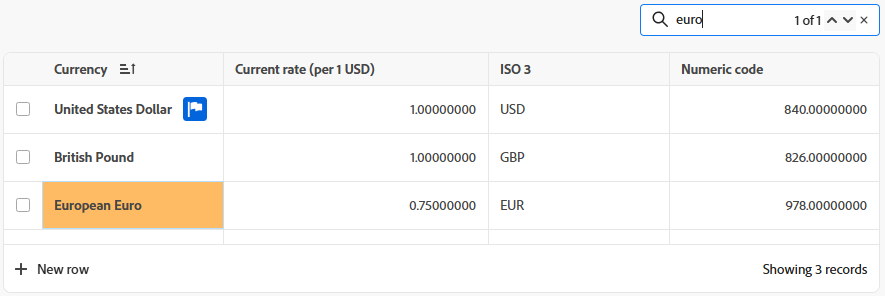 euro 1 of 1
Currency Current rate (per 1 USD) ISO 3 Numeric code
United States Dollar 1.00000000 USD 840.00000000
British Pound 1.00000000 GBP 826.00000000
European Euro 0.75000000 EUR 978.00000000
New row Showing 3 records